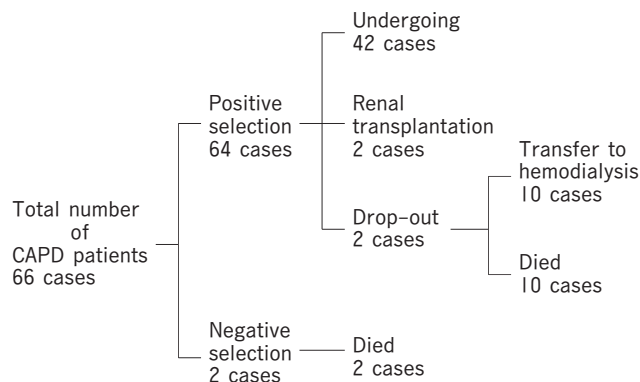 Total number
of
CAPD patients
66 cases
Positive
selection
64 cases
Negative
selection
2 cases
Undergoing
42 cases
Renal
transplantation
2 cases
Drop-out
2 cases
Died
2 cases
Transfer to
hemodialysis
10 cases
Died
10 cases